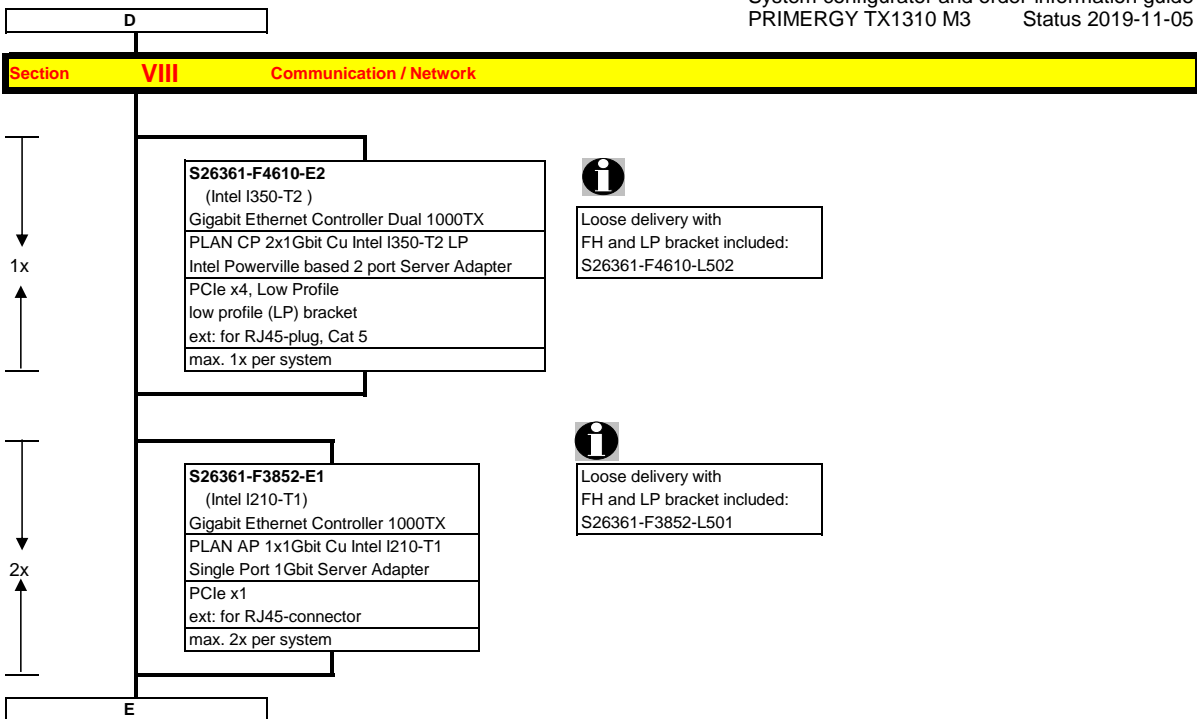 System configurator and order-information guide
PRIMERGY TX1310 M3 Status 2019-11-05
D
Section VIII Communication / Network
S26361-F4610-E2
(Intel I350-T2 )
Gigabit Ethernet Controller Dual 1000TX
PLAN CP 2x1Gbit Cu Intel I350-T2 LP
Intel Powerville based 2 port Server Adapter
PCIe x4, Low Profile
low profile (LP) bracket
ext: for RJ45-plug, Cat 5
max. 1x per system
Loose delivery with
FH and LP bracket included:
S26361-F4610-L502
1x
S26361-F3852-E1
(Intel I210-T1)
Gigabit Ethernet Controller 1000TX
PLAN AP 1x1Gbit Cu Intel I210-T1
Single Port 1Gbit Server Adapter
PCIe x1
ext: for RJ45-connector
max. 2x per system
Loose delivery with
FH and LP bracket included:
S26361-F3852-L501
2x
E